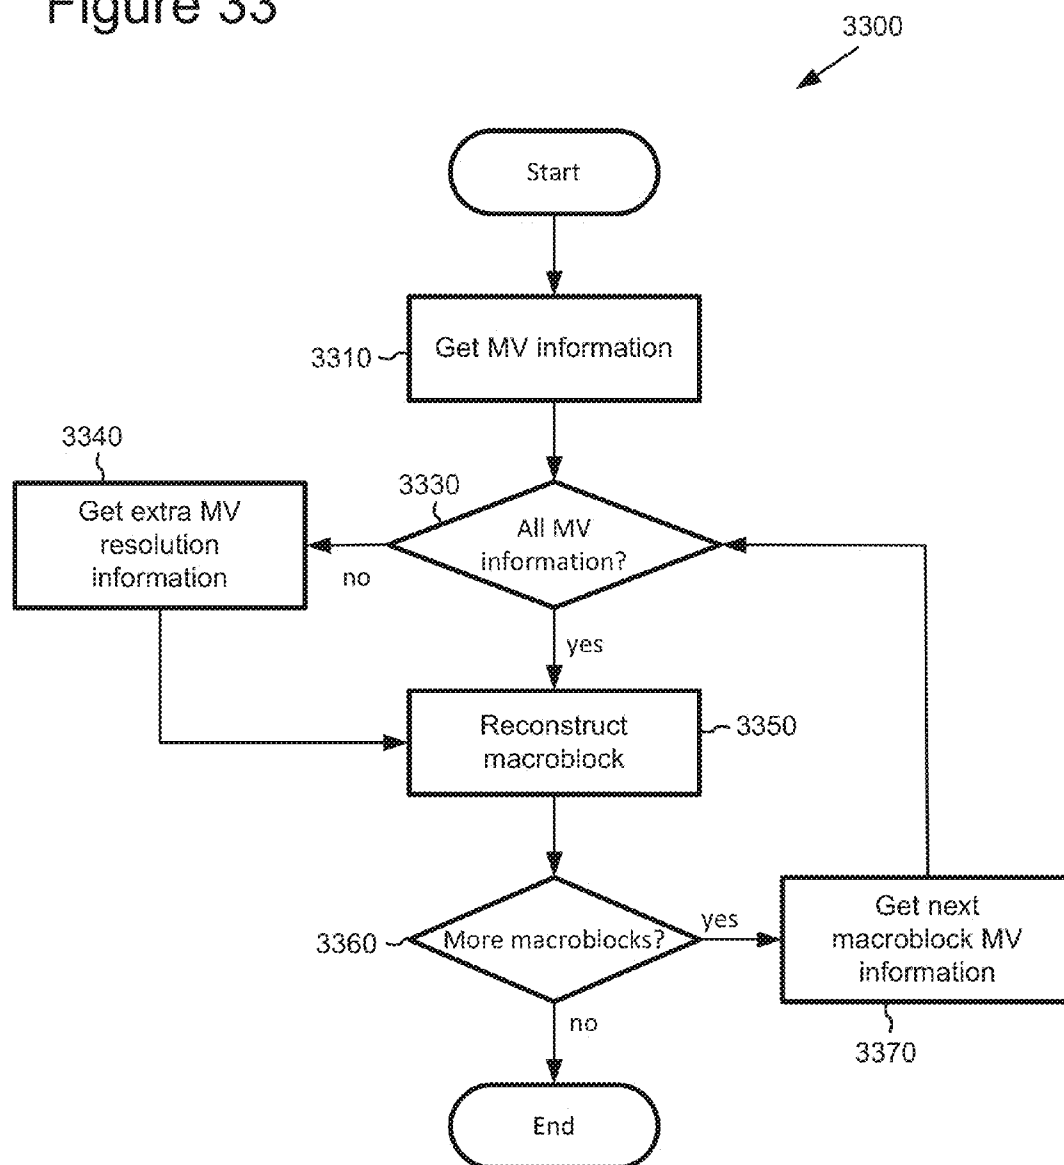 Figure 33
3300
Start
3310
Get MV information
3340
Get extra MV
resolution
information
3330
All MV
information?
no
yes
Reconstruct
macroblock
3350
3360
More macroblocks?
yes
Get next
macroblock MV
information
3370
no
End